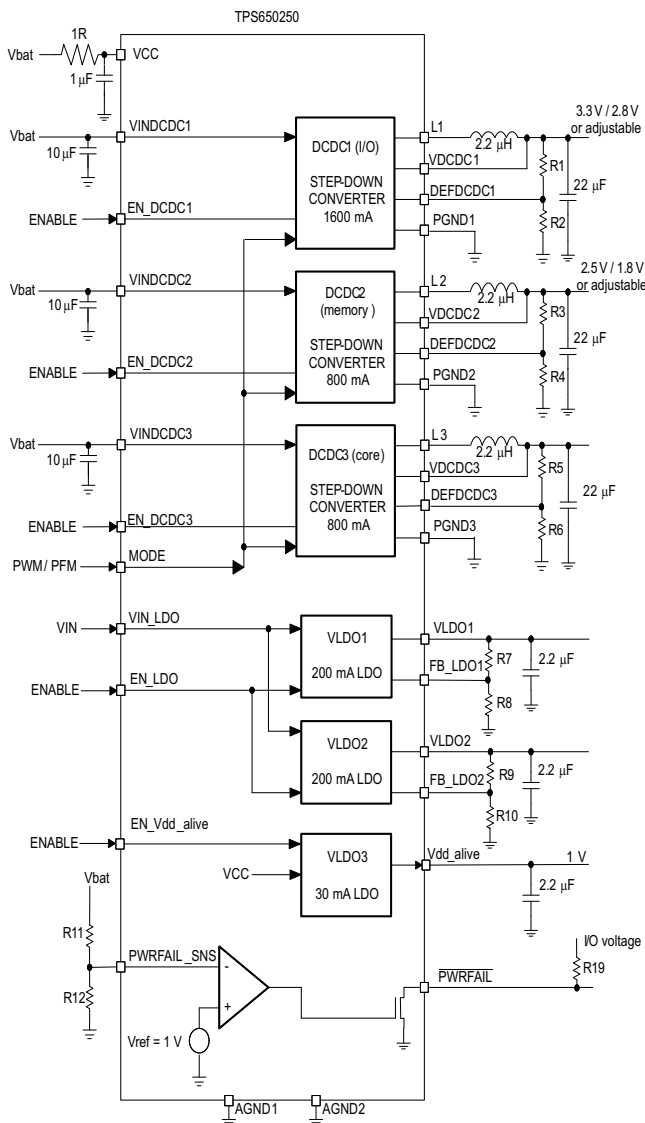 TPS650250
1R
Vbat
VCC
1 μF
Vbat
VINDCDC1
10 μF
ENABLE
EN_DCDC1
DCDC1 (I/O)
STEP-DOWN
CONVERTER
1600 mA
L1
2.2 μH
3.3 V / 2.8 V
or adjustable
VDCDC1
R1
DEFDCDC1
22 μF
R2
PGND1
Vbat
VINDCDC2
10 μF
ENABLE
EN_DCDC2
DCDC2
(memory )
STEP-DOWN
CONVERTER
800 mA
L2
2.2 μH
2.5 V / 1.8 V
or adjustable
VDCDC2
R3
DEFDCDC2
22 μF
R4
PGND2
Vbat
VINDCDC3
10 μF
ENABLE
EN_DCDC3
PWM / PFM
MODE
DCDC3 (core)
STEP-DOWN
CONVERTER
800 mA
L3
2.2 μH
VDCDC3
R5
DEFDCDC3
22 μF
R6
PGND3
VIN
VIN_LDO
ENABLE
EN_LDO
VLDO1
200 mA LDO
VLDO1
R7
FB_LDO1
2.2 μF
R8
VLDO2
200 mA LDO
VLDO2
R9
FB_LDO2
2.2 μF
R10
ENABLE
EN_Vdd_alive
VCC
VLDO3
30 mA LDO
Vdd_alive
1 V
2.2 μF
Vbat
R11
PWRFAIL_SNS
R12
-
+
Vref = 1 V
PWRFAIL
I/O voltage
R19
AGND1
AGND2